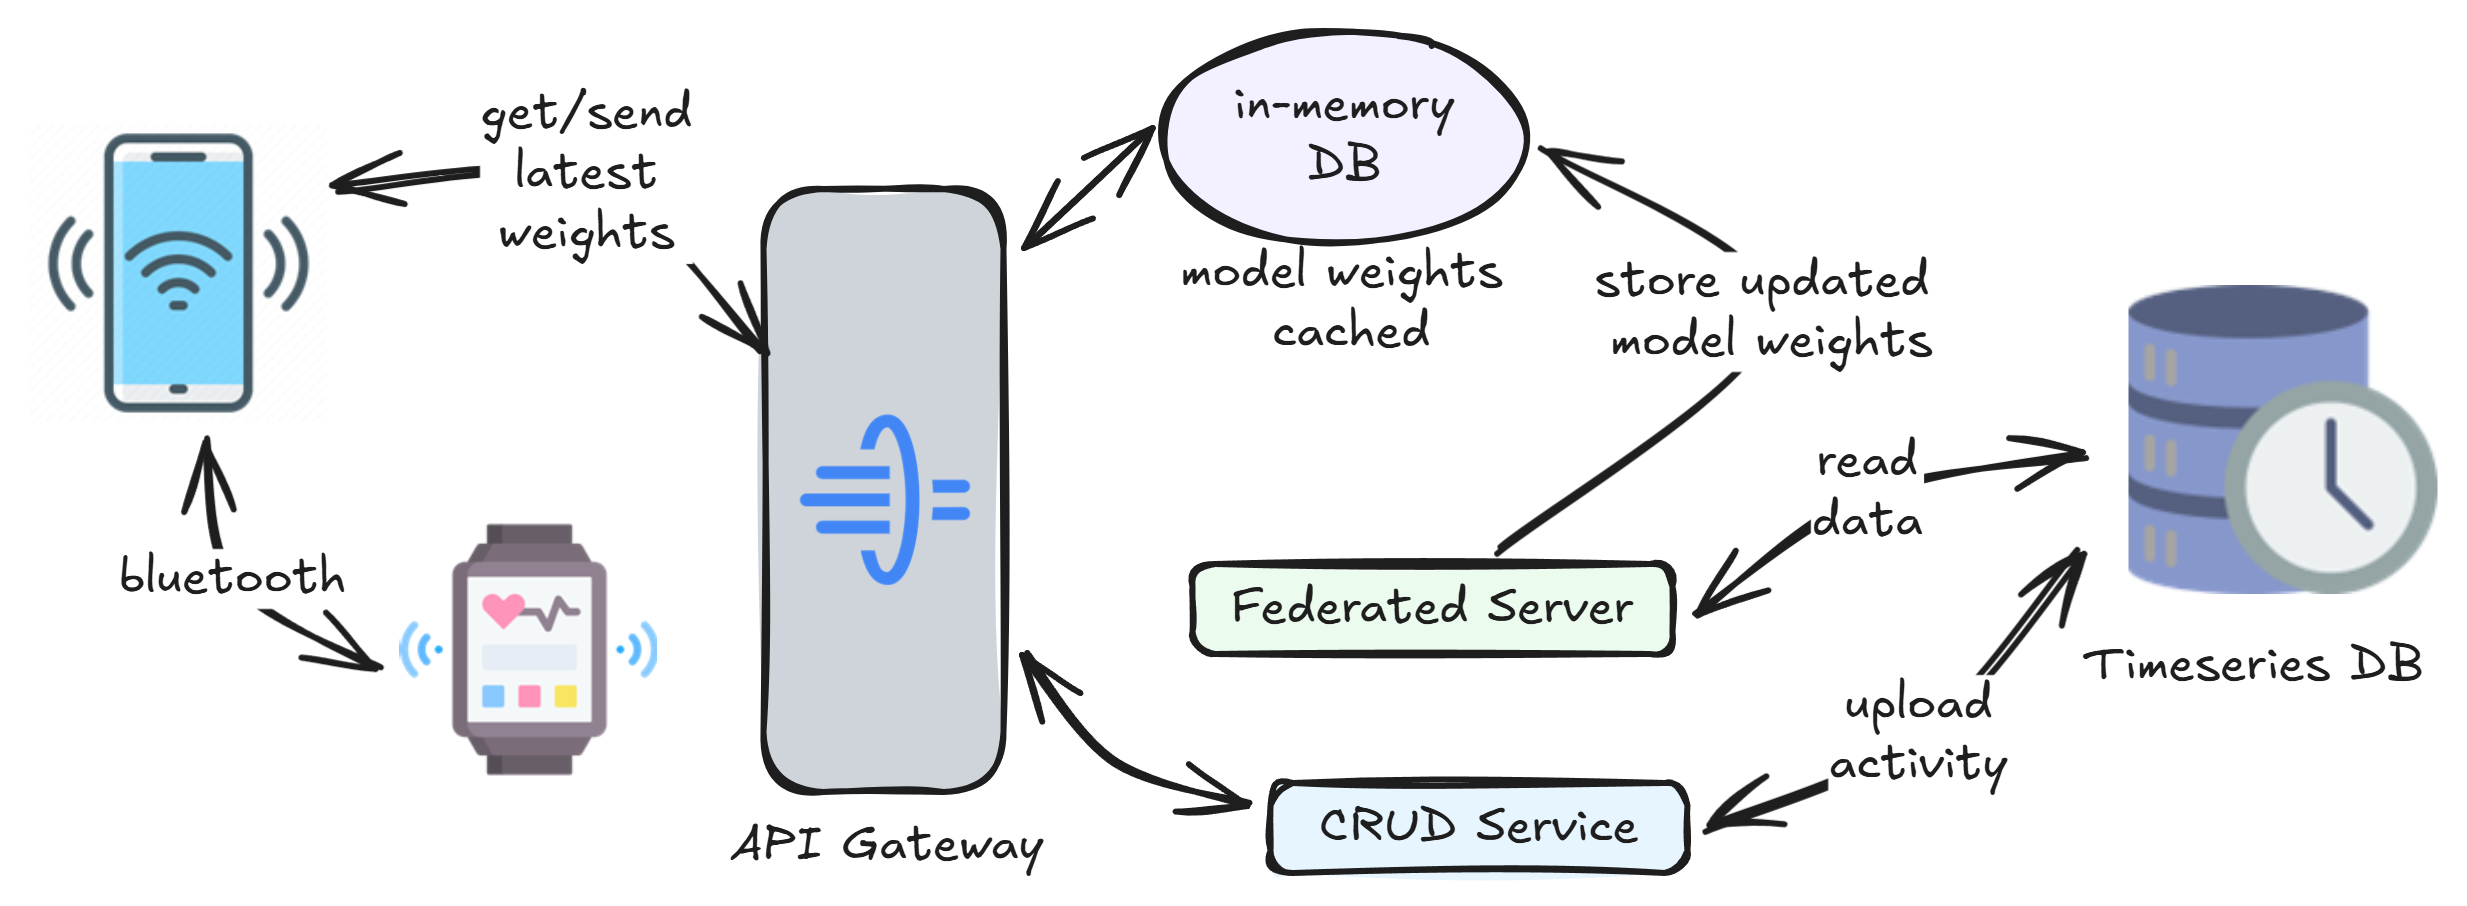 get/send
latest
weights
bluetooth
API Gateway
in-memory
DB
model weights
cached
store updated
model weights
read
data
Federated Server
Timeseries DB
upload
activity
CRUD Service